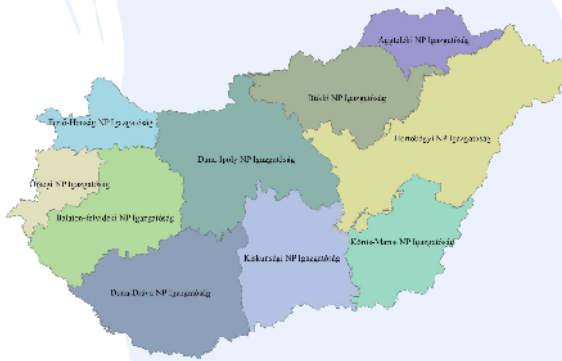 Aggteleki NP Igazgatóság
Bükki NP Igazgatóság
Fertő-Hanság NP Igazgatóság
Hortobágyi NP Igazgatóság
Duna-Ipoly NP Igazgatóság
Őrségi NP Igazgatóság
Balaton-felvidéki NP Igazgatóság
Körös-Maros NP Igazgatóság
Kiskunsági NP Igazgatóság
Duna-Dráva NP Igazgatóság